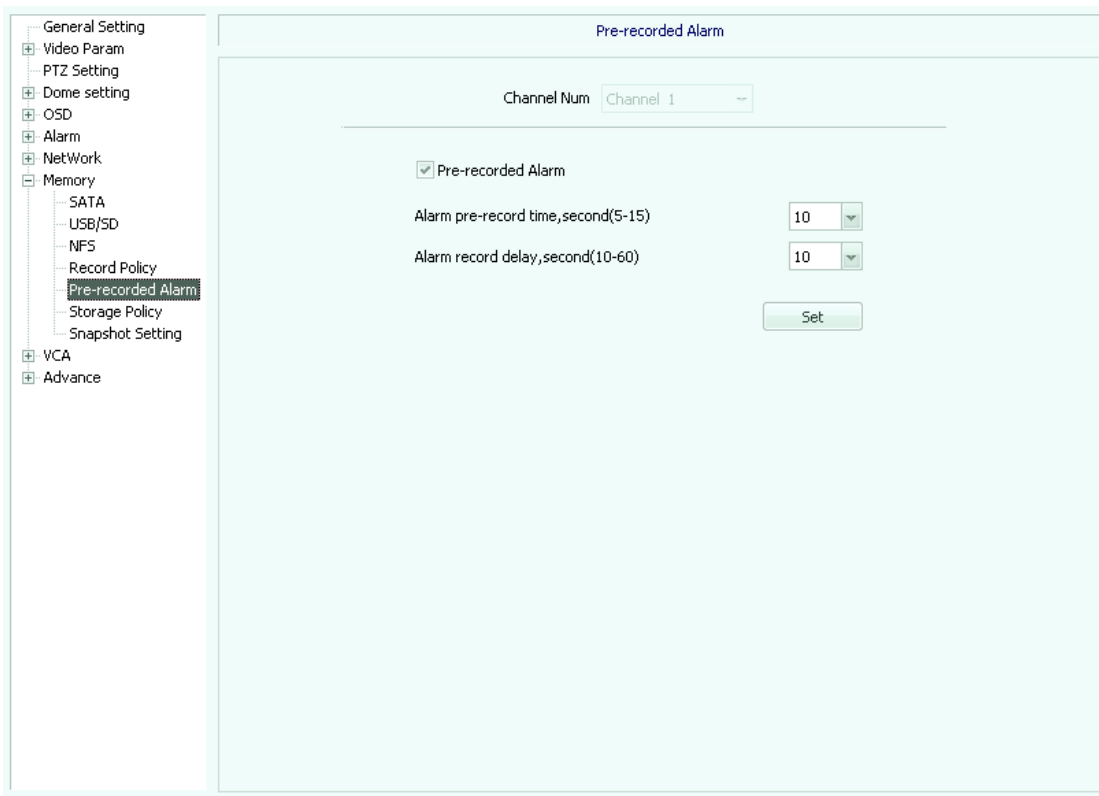 General Setting
Video Param
PTZ Setting
Dome setting
OSD
Alarm
NetWork
Memory
SATA
USB/SD
NFS
Record Policy
Pre-recorded Alarm
Storage Policy
Snapshot Setting
VCA
Advance
Pre-recorded Alarm
Channel Num Channel 1
Pre-recorded Alarm
Alarm pre-record time,second(5-15) 10
Alarm record delay,second(10-60) 10
Set